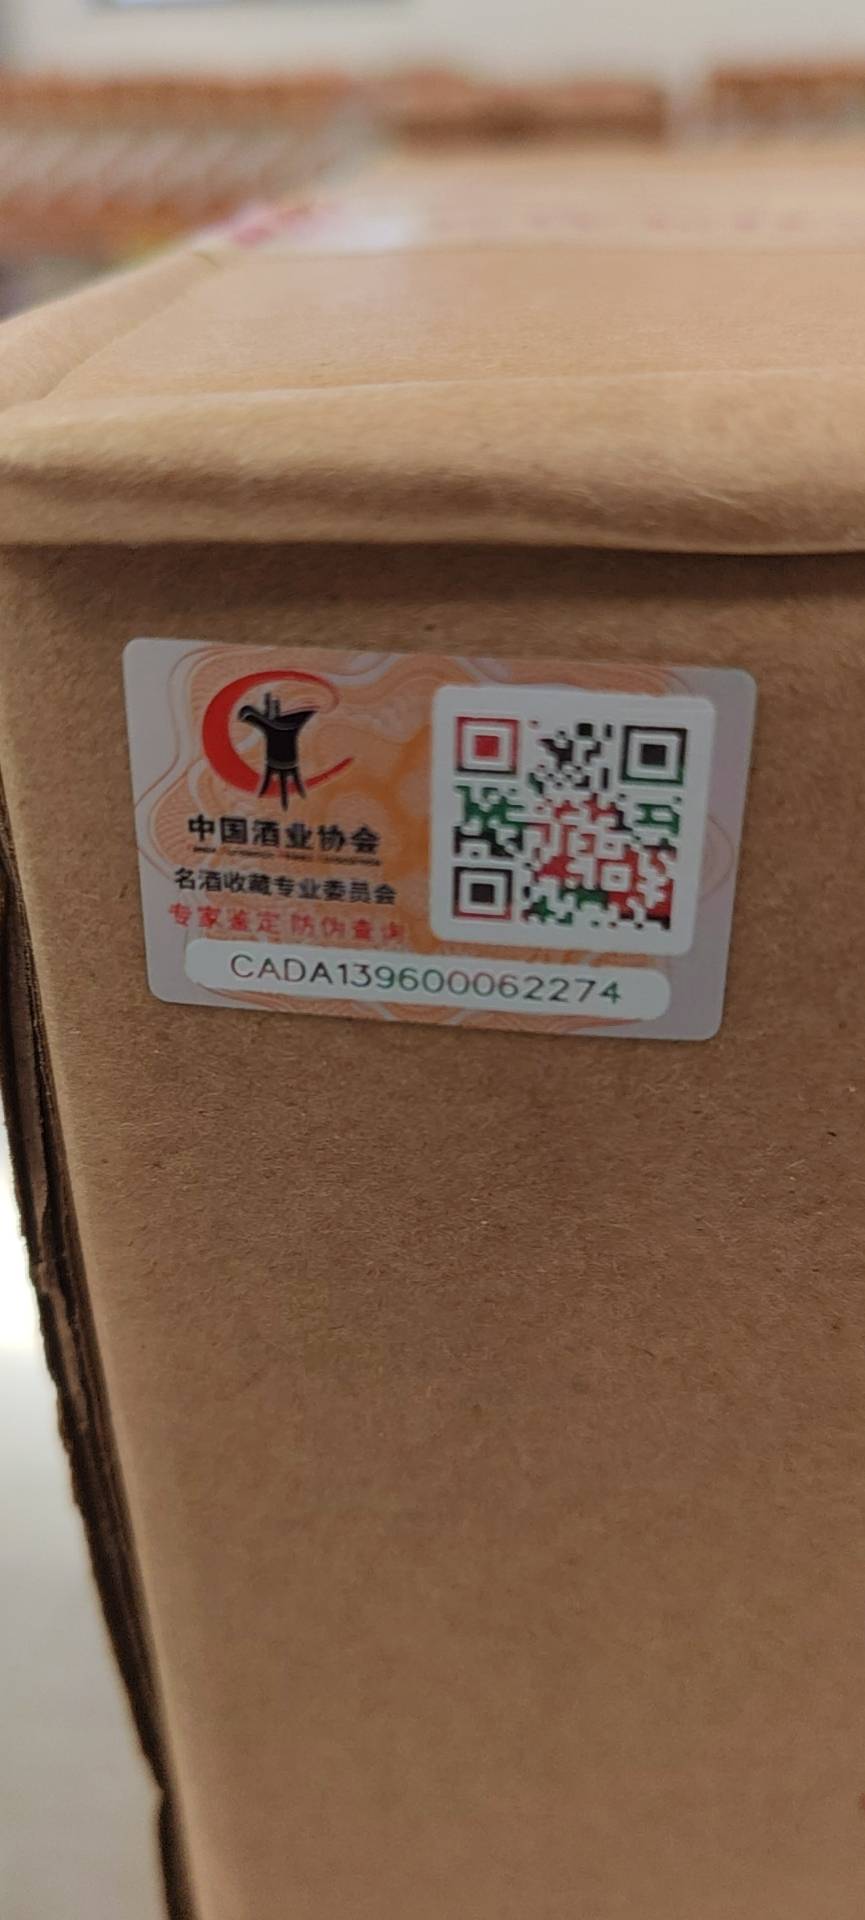 中国酒业协会
名酒收藏专业委员会
专家鉴定 防伪查询
CADA139600062274